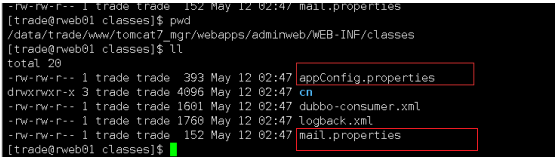 -rw-rw-r-- 1 trade trade  152 May 12 02:47 mail.properties
[trade@rweb01 classes]$ pwd
/data/trade/www/tomcat7_mgr/webapps/adminweb/WEB-INF/classes
[trade@rweb01 classes]$ ll
total 20
-rw-rw-r-- 1 trade trade  393 May 12 02:47 appConfig.properties
drwxrwxr-x 3 trade trade 4096 May 12 02:47 cn
-rw-rw-r-- 1 trade trade 1601 May 12 02:47 dubbo-consumer.xml
-rw-rw-r-- 1 trade trade 1760 May 12 02:47 logback.xml
-rw-rw-r-- 1 trade trade  152 May 12 02:47 mail.properties
[trade@rweb01 classes]$